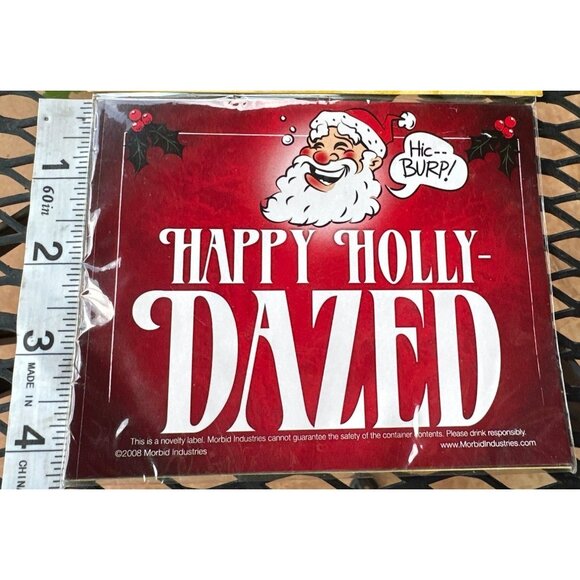 Hic--
BURP!
HAPPY HOLLY-
DAZED
This is a novelty label. Morbid Industries cannot guarantee the safety of the container contents. Please drink responsibly.
©2008 Morbid Industries
www.MorbidIndustries.com
1
60in
2
3
MADE IN
4
CHIN